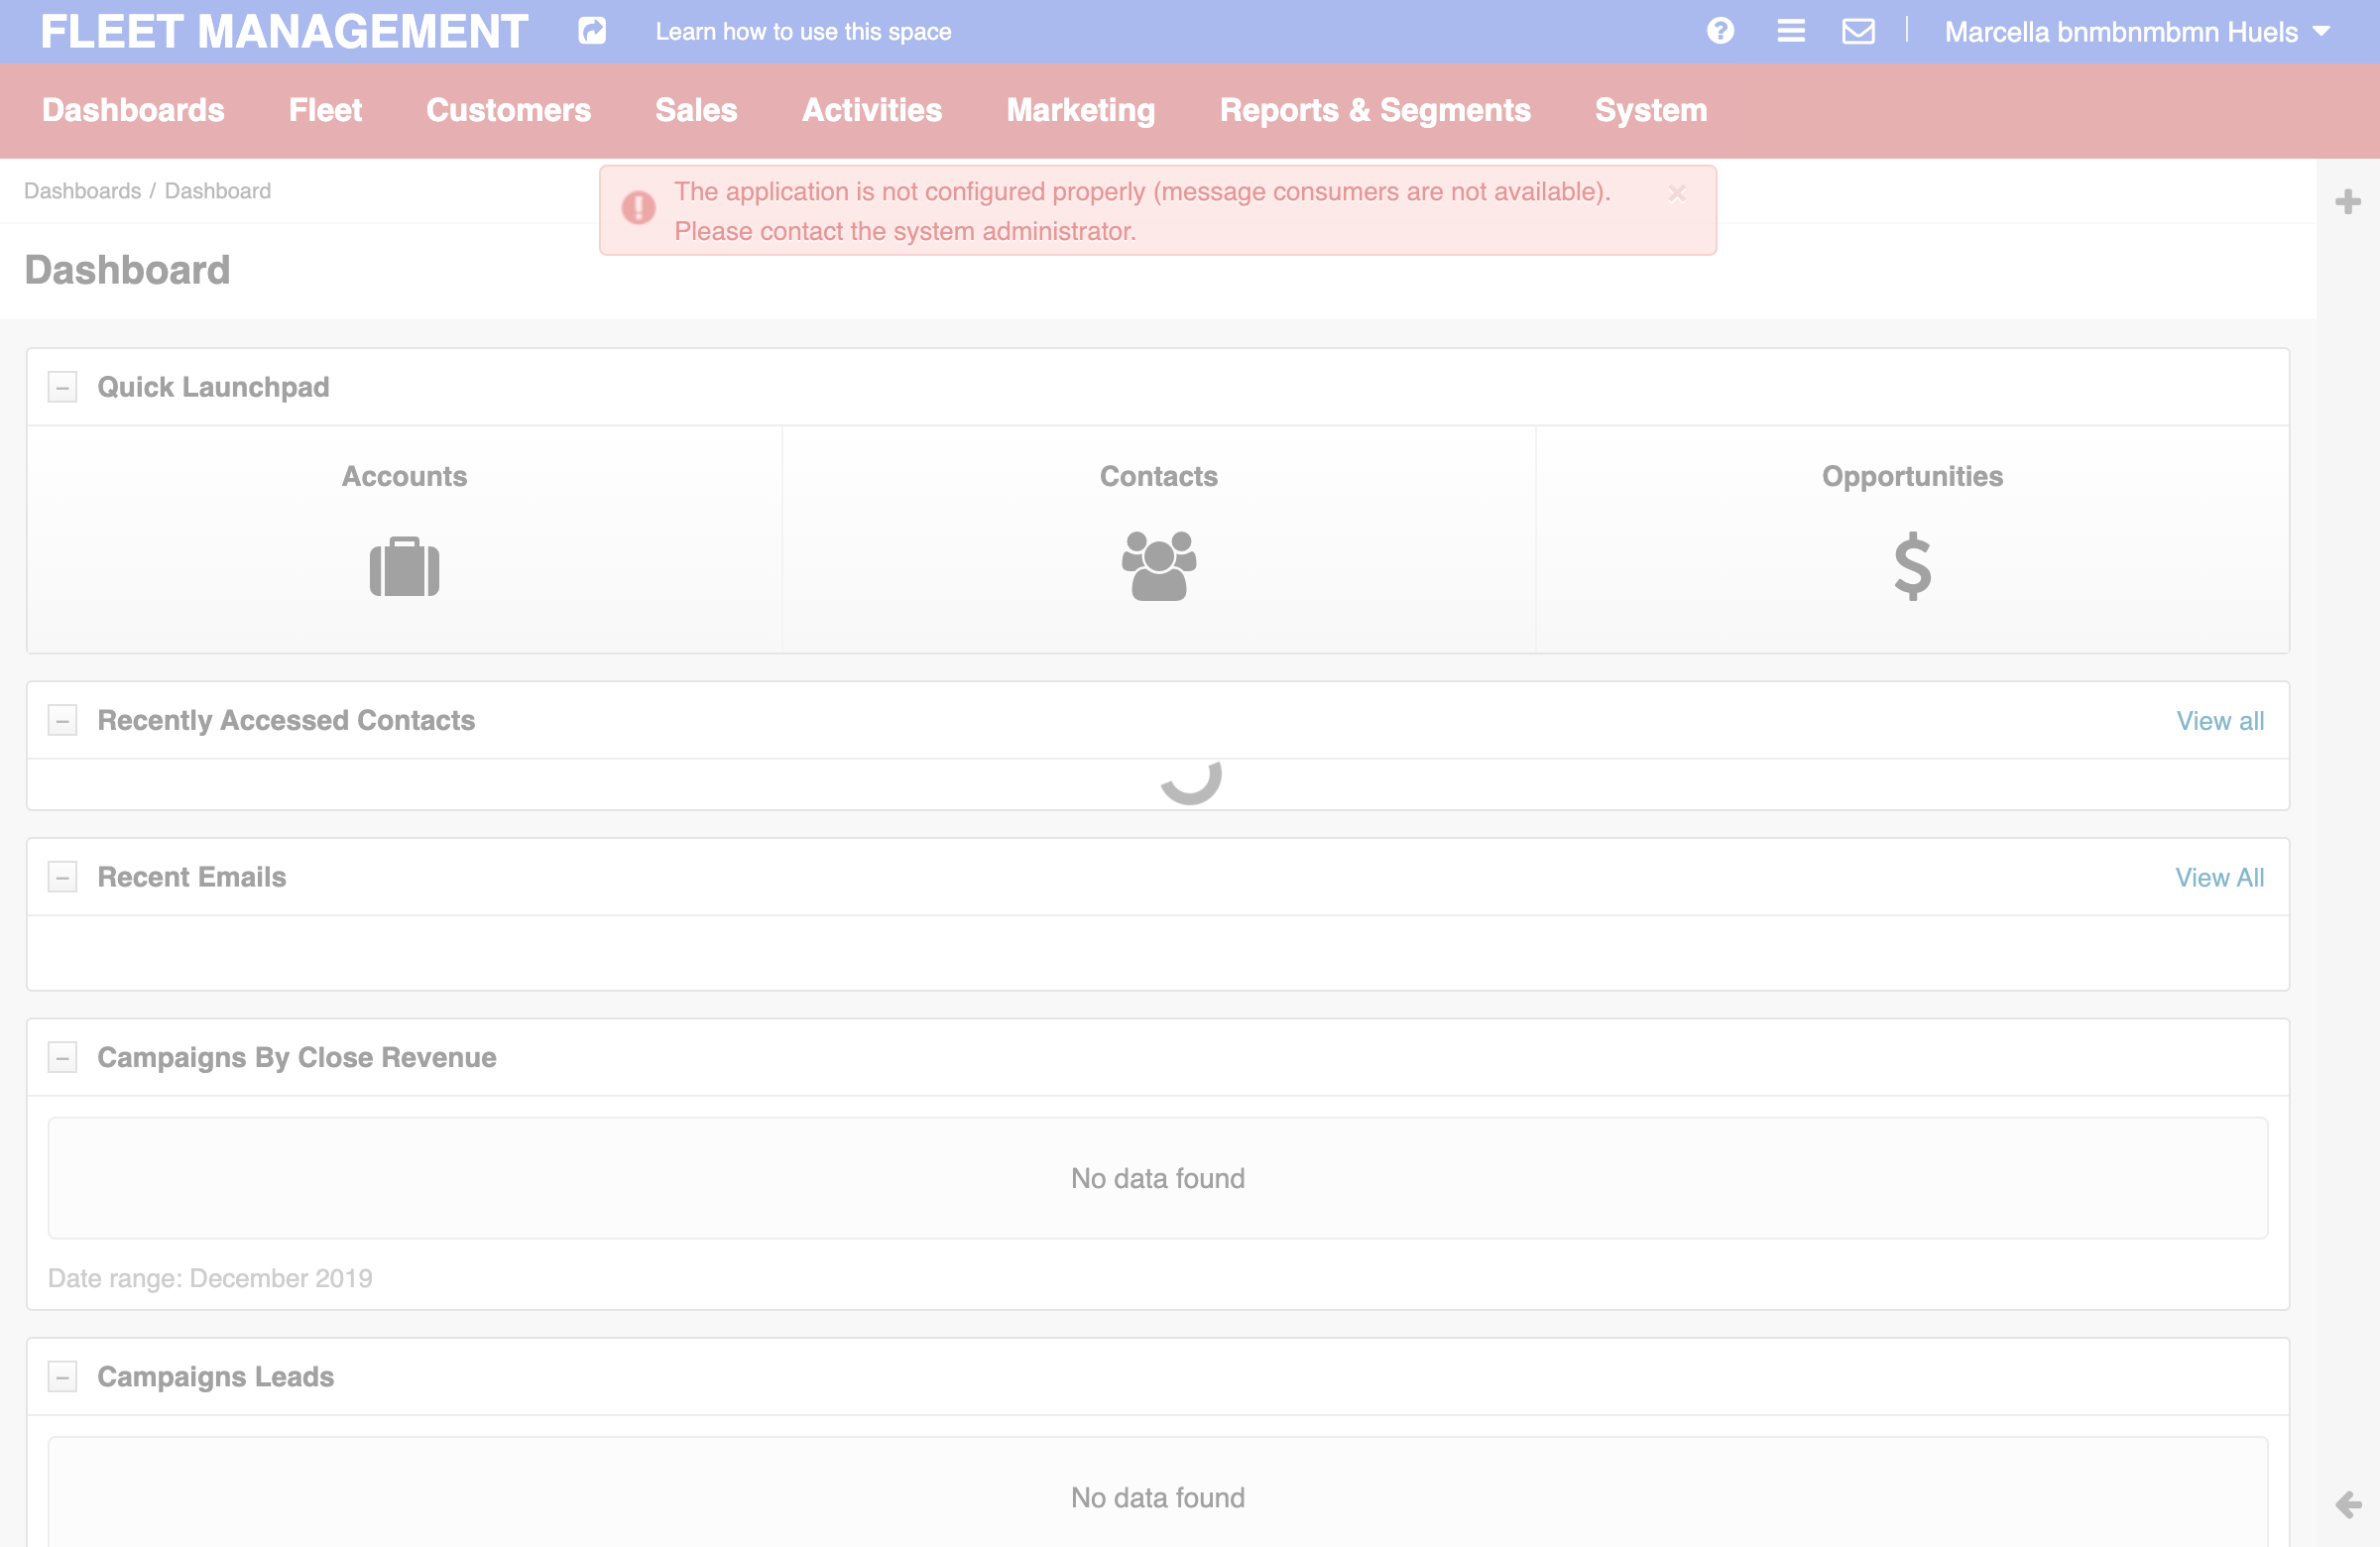 FLEET MANAGEMENT
Learn how to use this space
Marcella bnmbnmbmn Huels
Dashboards Fleet Customers Sales Activities Marketing Reports & Segments System
Dashboards / Dashboard
The application is not configured properly (message consumers are not available).
Please contact the system administrator.
Dashboard
Quick Launchpad
Accounts
Contacts
Opportunities
Recently Accessed Contacts
View all
Recent Emails
View All
Campaigns By Close Revenue
No data found
Date range: December 2019
Campaigns Leads
No data found